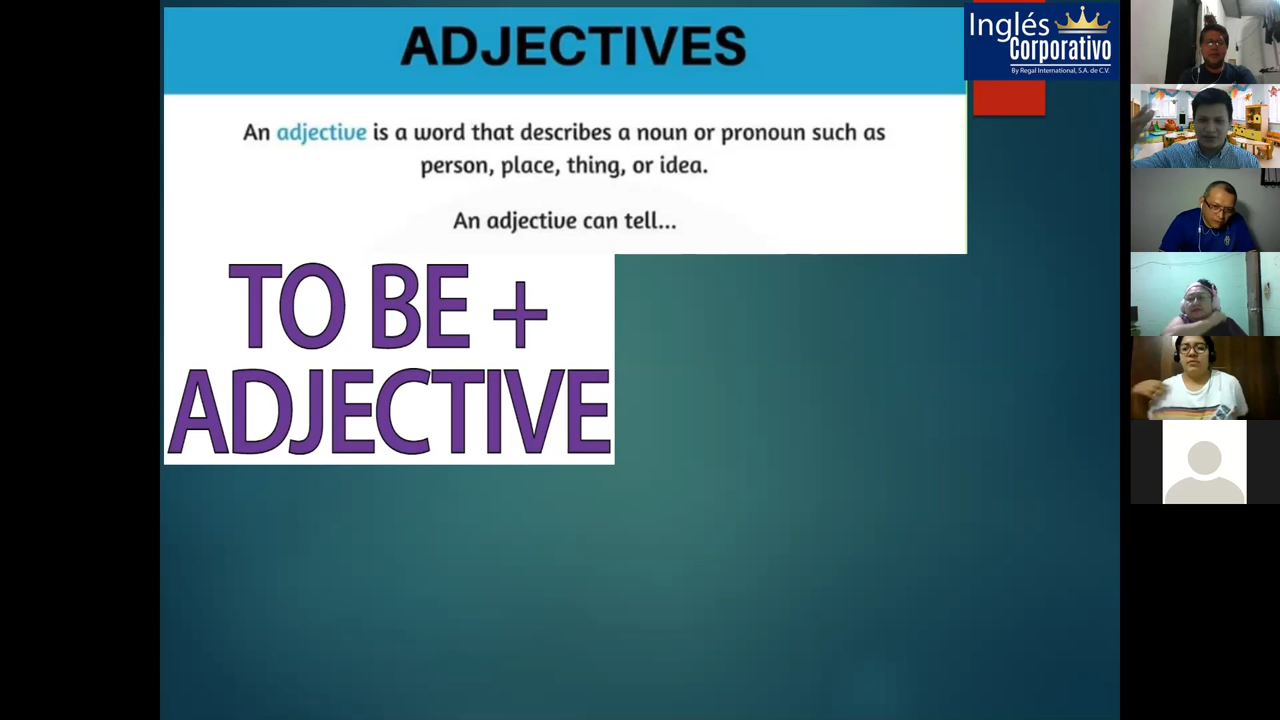 ADJECTIVES
Inglés
Corporativo
By Regal International, S.A. de C.V.
An adjective is a word that describes a noun or pronoun such as
person, place, thing, or idea.
An adjective can tell...
TO BE +
ADJECTIVE